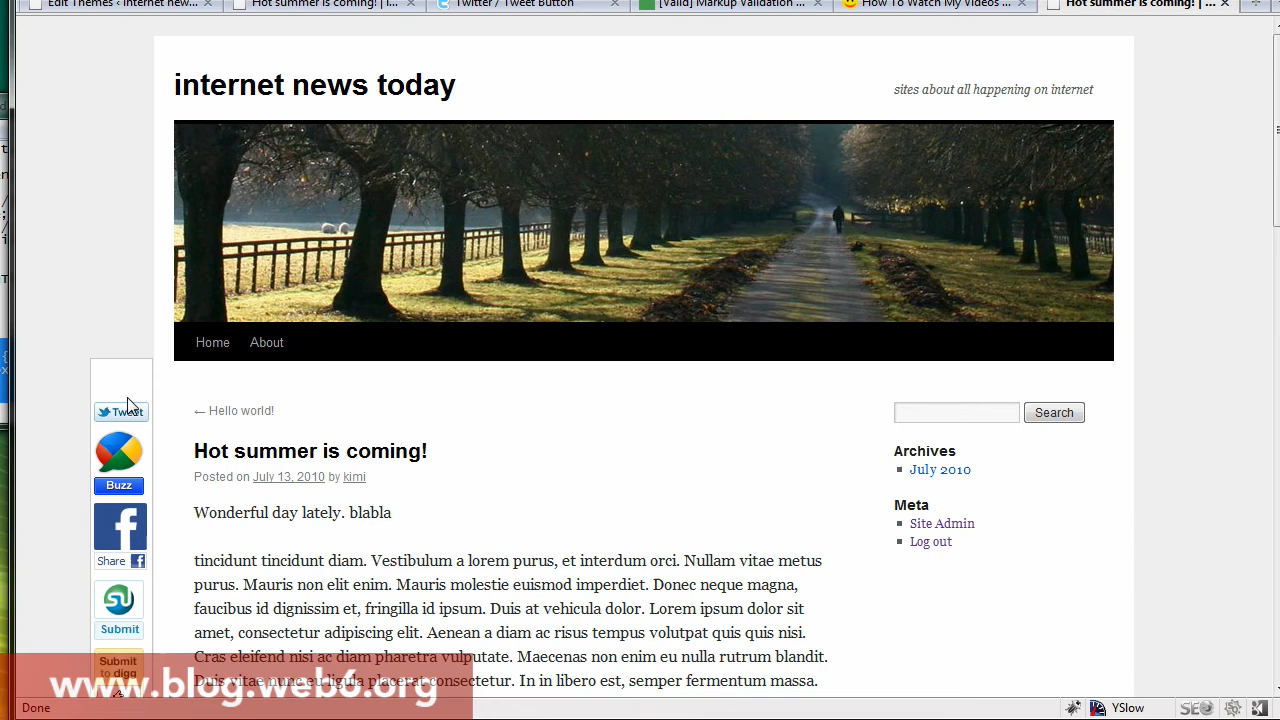 Edit Themes ‹ Internet new...
Hot summer is coming! | I...
Twitter / Tweet Button
[Valid] Markup Validation ...
How To Watch My Videos ...
Hot summer is coming! | ...
internet news today
sites about all happening on internet
Home
About
Tweet
Buzz
Share
Submit
Submit
to digg
← Hello world!
Hot summer is coming!
Posted on July 13, 2010 by kimi
Wonderful day lately. blabla
tincidunt tincidunt diam. Vestibulum a lorem purus, et interdum orci. Nullam vitae metus
purus. Mauris non elit enim. Mauris molestie euismod imperdiet. Donec neque magna,
faucibus id dignissim et, fringilla id ipsum. Duis at vehicula dolor. Lorem ipsum dolor sit
amet, consectetur adipiscing elit. Aenean a diam ac risus tempus volutpat quis quis nisi.
Cras eleifend nisi ac diam pharetra vulputate. Maecenas non enim eu nulla rutrum blandit.
Duis vitae nunc eu ligula placerat consectetur. In in libero est, semper fermentum massa.
Search
Archives
July 2010
Meta
Site Admin
Log out
www.blog.web6.org
Done
YSlow
SEO